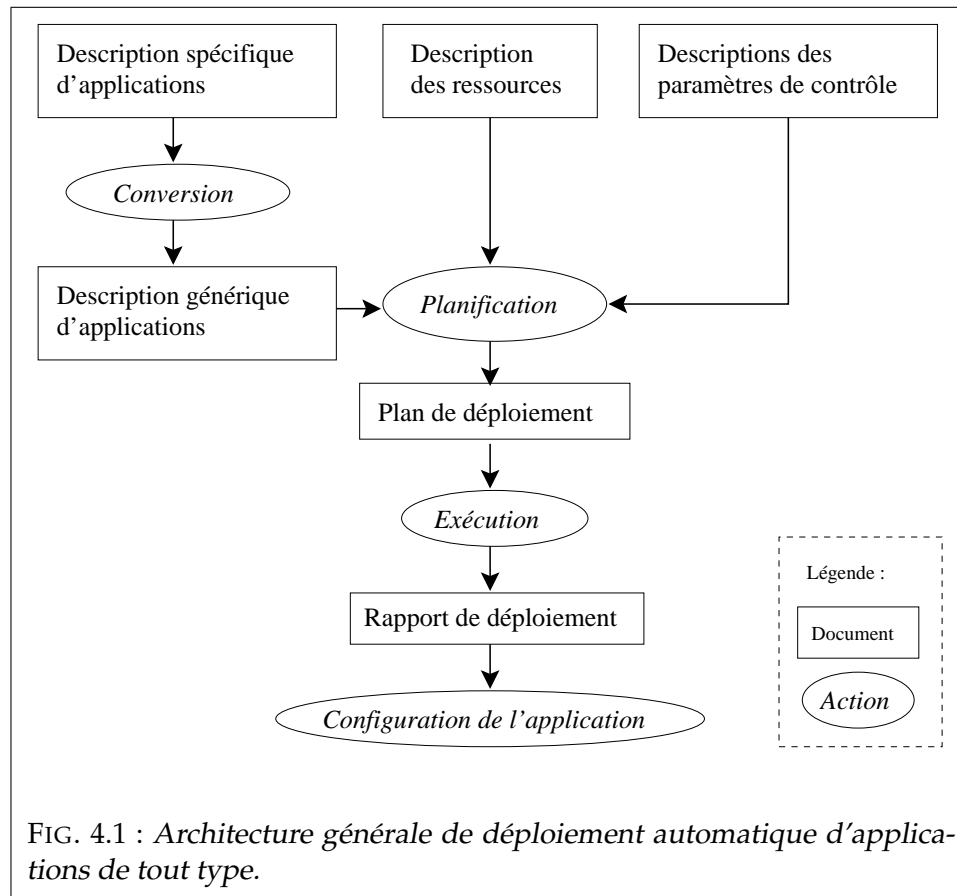 Description spécifique
d'applications
Description
des ressources
Descriptions des
paramètres de contrôle
Conversion
Description générique
d'applications
Planification
Plan de déploiement
Exécution
Rapport de déploiement
Configuration de l'application
Légende :
Document
Action
FIG. 4.1 : Architecture générale de déploiement automatique d'applica-
tions de tout type.